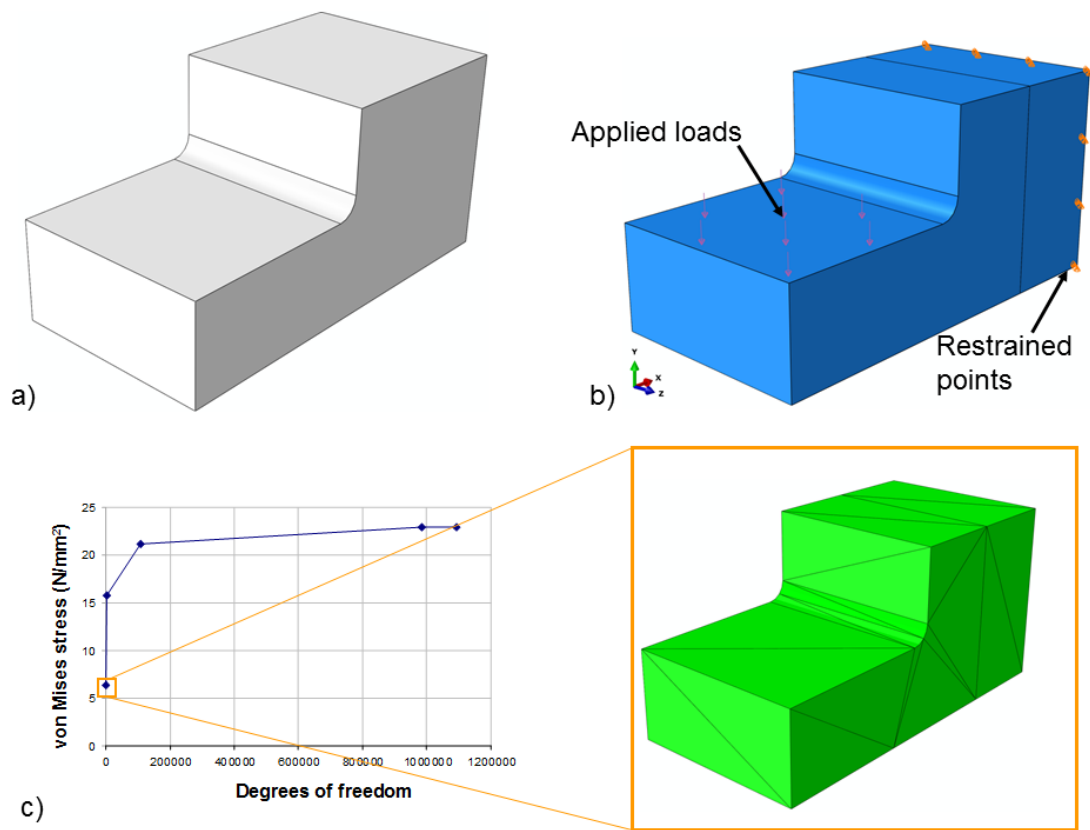 a)
Applied loads
Restrained
points
Y
X
Z
b)
von Mises stress (N/mm²)
25
20
15
10
5
0
0 200000 400000 600000 800000 1000000 1200000
Degrees of freedom
c)